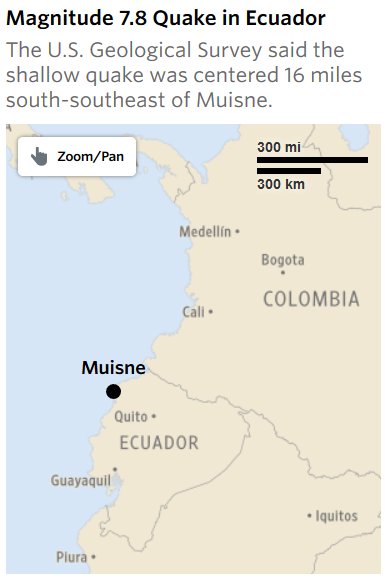 Magnitude 7.8 Quake in Ecuador
The U.S. Geological Survey said the
shallow quake was centered 16 miles
south-southeast of Muisne.
Zoom/Pan
300 mi
300 km
Medellín
Bogota
COLOMBIA
Cali
Muisne
Quito
ECUADOR
Guayaquil
Iquitos
Piura